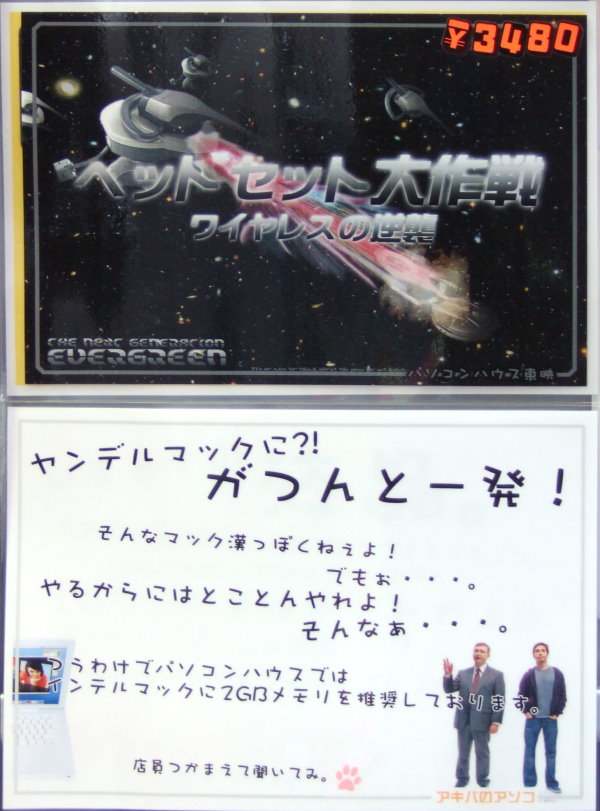 ¥3480
ヘッドセット大作戦
ワイヤレスの逆襲
THE NEXT GENERATION
EVERGREEN
パソコンハウス東映
ヤンデルマックに?!
がつんと一発!
そんなマック漢っぽくねぇよ!
でもぉ・・・。
やるからにはとことんやれよ!
そんなぁ・・・。
つうわけでパソコンハウスでは
インテルマックに2GBメモリを推奨しております。
店員つかまえて聞いてみ。
アキバのアソコ